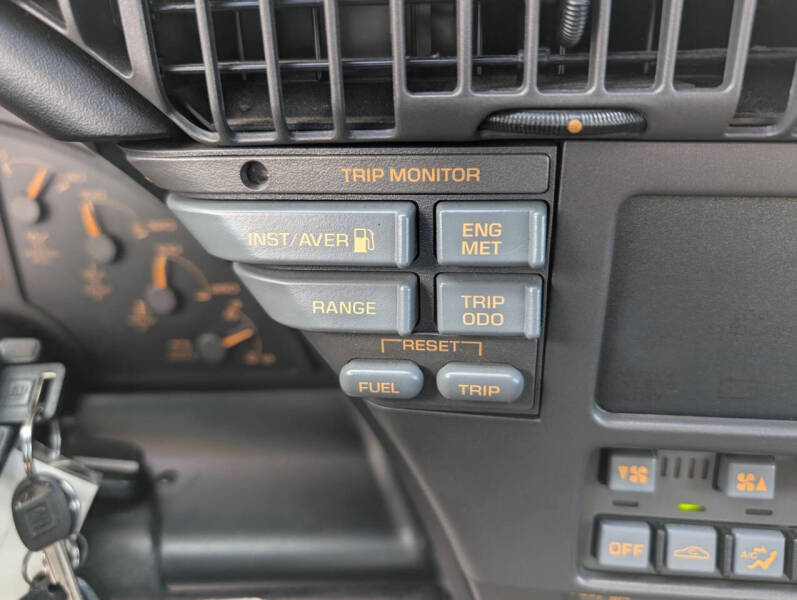 TRIP MONITOR
INST/AVER
ENG
MET
RANGE
TRIP
ODO
RESET
FUEL
TRIP
OFF
A/C